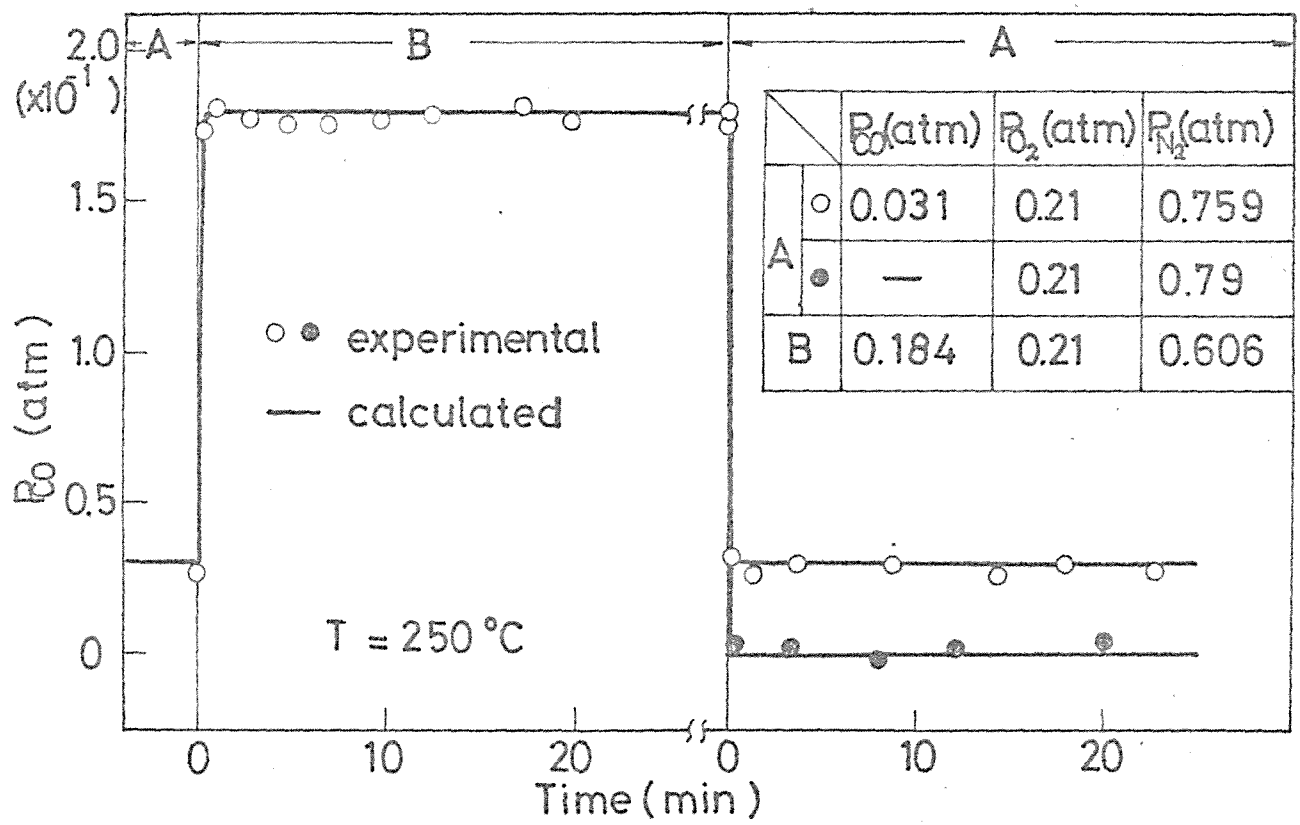 2.0
(x10⁻¹)
1.5
1.0
0.5
0
P_CO (atm)
A B A
P_CO(atm) P_O₂(atm) P_N₂(atm)
A ○ 0.031 0.21 0.759
● — 0.21 0.79
B 0.184 0.21 0.606
○ ● experimental
— calculated
T = 250 °C
0 10 20 0 10 20
Time (min)